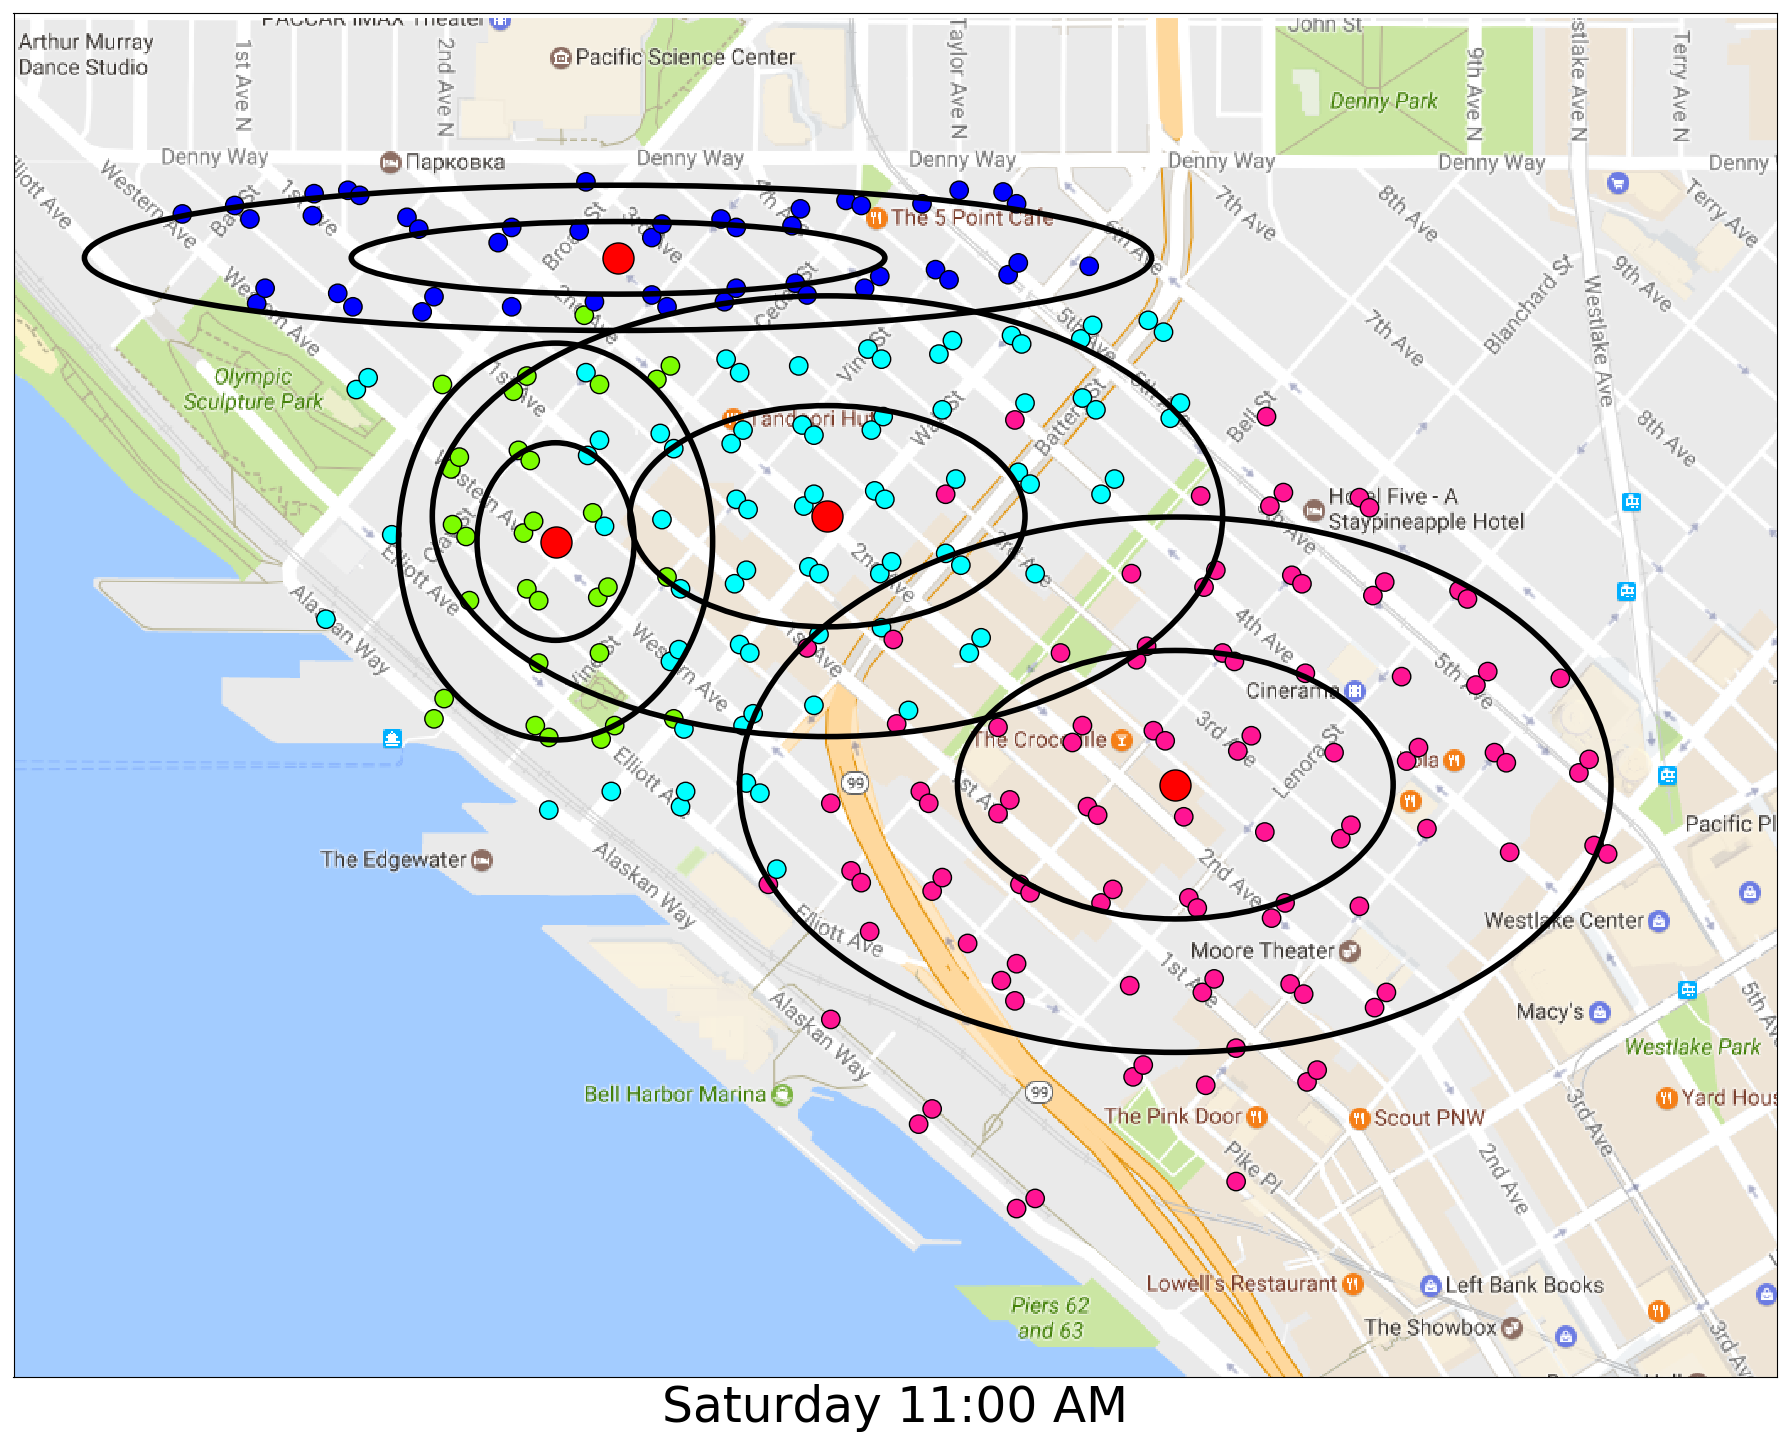 PACCAR IMAX Theater
John St
Arthur Murray
Dance Studio
1st Ave N
2nd Ave N
Pacific Science Center
Taylor Ave N
9th Ave N
Westlake Ave N
Terry Ave N
Denny Park
Denny Way
Парковка
Denny Way
Denny Way
Denny Way
Denny Way
Denny
Elliott Ave
Western Ave
1st Ave
4th Ave
The 5 Point Cafe
7th Ave
8th Ave
Terry Ave
Broad St
3rd Ave
6th Ave
9th Ave
Blanchard St
Western Ave
2nd Ave
Cedar St
5th Ave
7th Ave
Westlake Ave
Olympic
Sculpture Park
1st Ave
Vine St
6th Ave
Tandoori Hut
Wall St
Battery St
Bell St
8th Ave
Western Ave
Hotel Five - A
Staypineapple Hotel
6th Ave
Elliott Ave
2nd Ave
3rd Ave
Alaskan Way
4th Ave
Vine St
Western Ave
1st Ave
5th Ave
Cinerama
The Crocodile
3rd Ave
Lenora St
Lola
Elliott Ave
99
1st Ave
Pacific Pl
The Edgewater
Alaskan Way
2nd Ave
Elliott Ave
Westlake Center
Moore Theater
1st Ave
Alaskan Way
Macy's
5th Ave
Westlake Park
Bell Harbor Marina
99
The Pink Door
Scout PNW
Yard Hous
3rd Ave
Pike Pl
2nd Ave
Lowell's Restaurant
Left Bank Books
Piers 62
and 63
The Showbox
3rd Ave
Saturday 11:00 AM